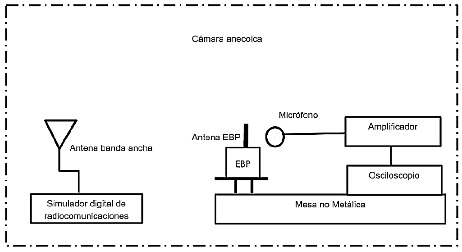 Cámara anecoica
Micrófono
Amplificador
Antena EBP
Antena banda ancha
EBP
Osciloscopio
Simulador digital de
radiocomunicaciones
Mesa no Metálica